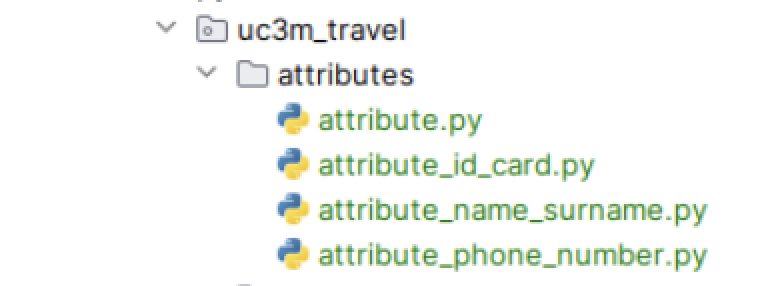 uc3m_travel
attributes
attribute.py
attribute_id_card.py
attribute_name_surname.py
attribute_phone_number.py